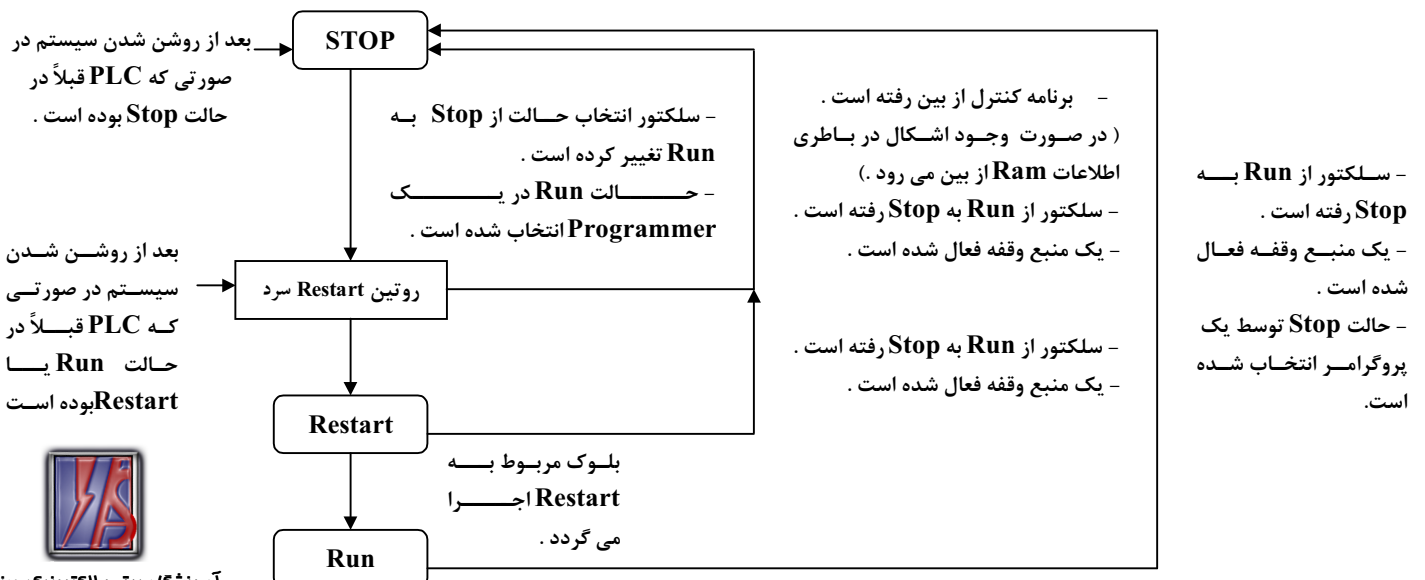 STOP
بعد از روشن شدن سیستم در
صورتی که PLC قبلاً در
حالت Stop بوده است .
– سلکتور انتخاب حالت از Stop به
Run تغییر کرده است .
– حالت Run در یک
Programmer انتخاب شده است .
– برنامه کنترل از بین رفته است .
( در صورت وجود اشکال در باطری
اطلاعات Ram از بین می رود .)
– سلکتور از Run به Stop رفته است .
– یک منبع وقفه فعال شده است .
– سلکتور از Run به
Stop رفته است .
– یک منبع وقفه فعال
شده است .
– حالت Stop توسط یک
پروگرامر انتخاب شده
است.
بعد از روشن شدن
سیستم در صورتی
که PLC قبلاً در
حالت Run یا
Restart بوده است
روتین Restart سرد
– سلکتور از Run به Stop رفته است .
– یک منبع وقفه فعال شده است .
Restart
بلوک مربوط به
Restart اجرا
می گردد .
Run